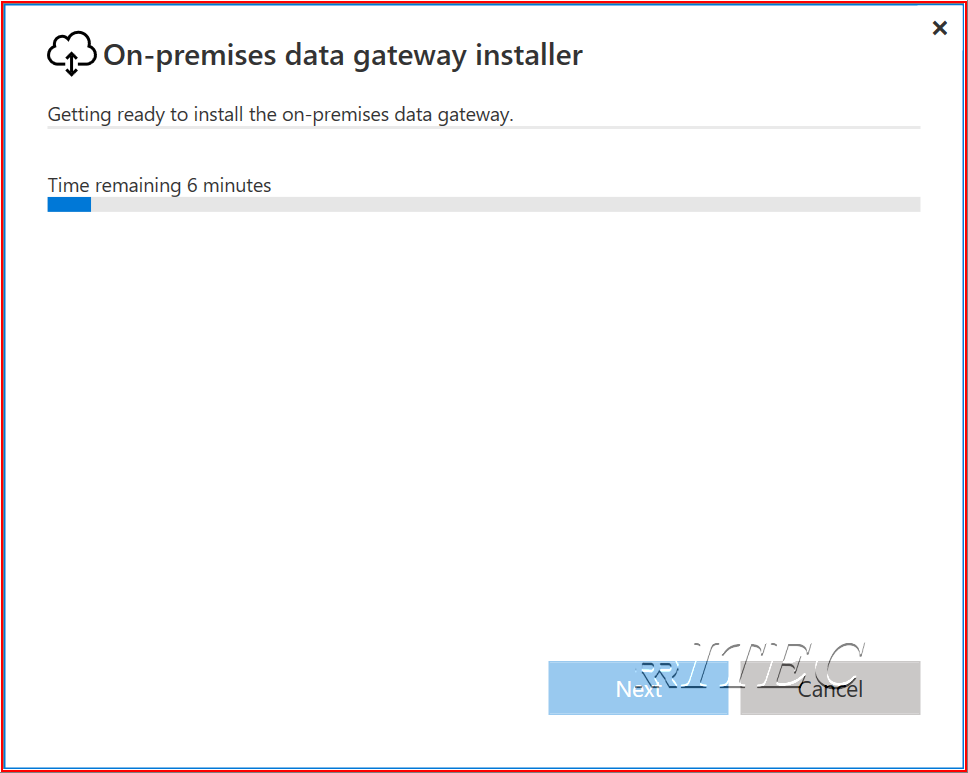 On-premises data gateway installer
Getting ready to install the on-premises data gateway.
Time remaining 6 minutes
RRITEC
Next
Cancel